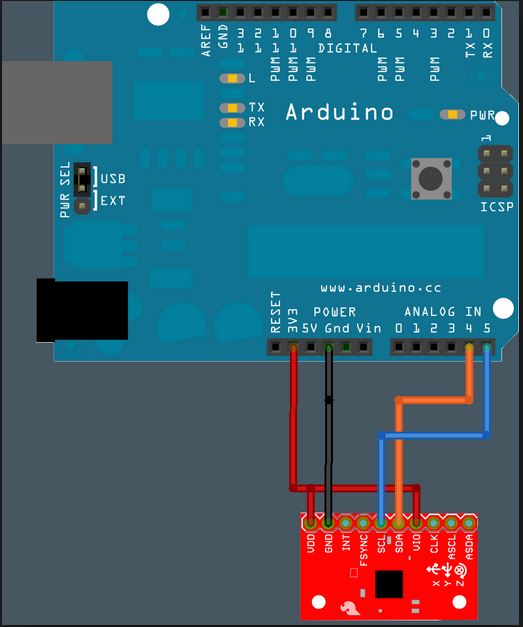 AREF
GND
13
12
11
10
9
8
7
6
5
4
3
2
1
0
PWM
PWM
PWM
PWM
PWM
PWM
TX
RX
DIGITAL
L
TX
RX
Arduino
PWR
1
ICSP
PWR SEL
USB
EXT
www.arduino.cc
RESET
3V3
POWER
ANALOG IN
5V Gnd Vin
0 1 2 3 4 5
VDD
GND
INT
FSYNC
SCL
SDA
VIO
CLK
ASCL
ASDA
X
Y
Z